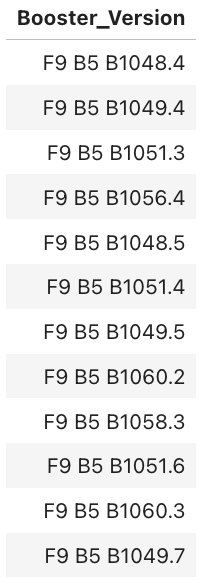 Booster_Version
F9 B5 B1048.4
F9 B5 B1049.4
F9 B5 B1051.3
F9 B5 B1056.4
F9 B5 B1048.5
F9 B5 B1051.4
F9 B5 B1049.5
F9 B5 B1060.2
F9 B5 B1058.3
F9 B5 B1051.6
F9 B5 B1060.3
F9 B5 B1049.7